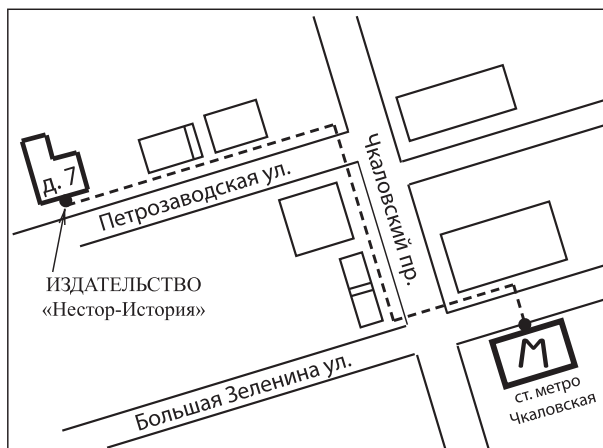 д. 7
Петрозаводская ул.
Чкаловский пр.
ИЗДАТЕЛЬСТВО
«Нестор-История»
Большая Зеленина ул.
М
ст. метро
Чкаловская